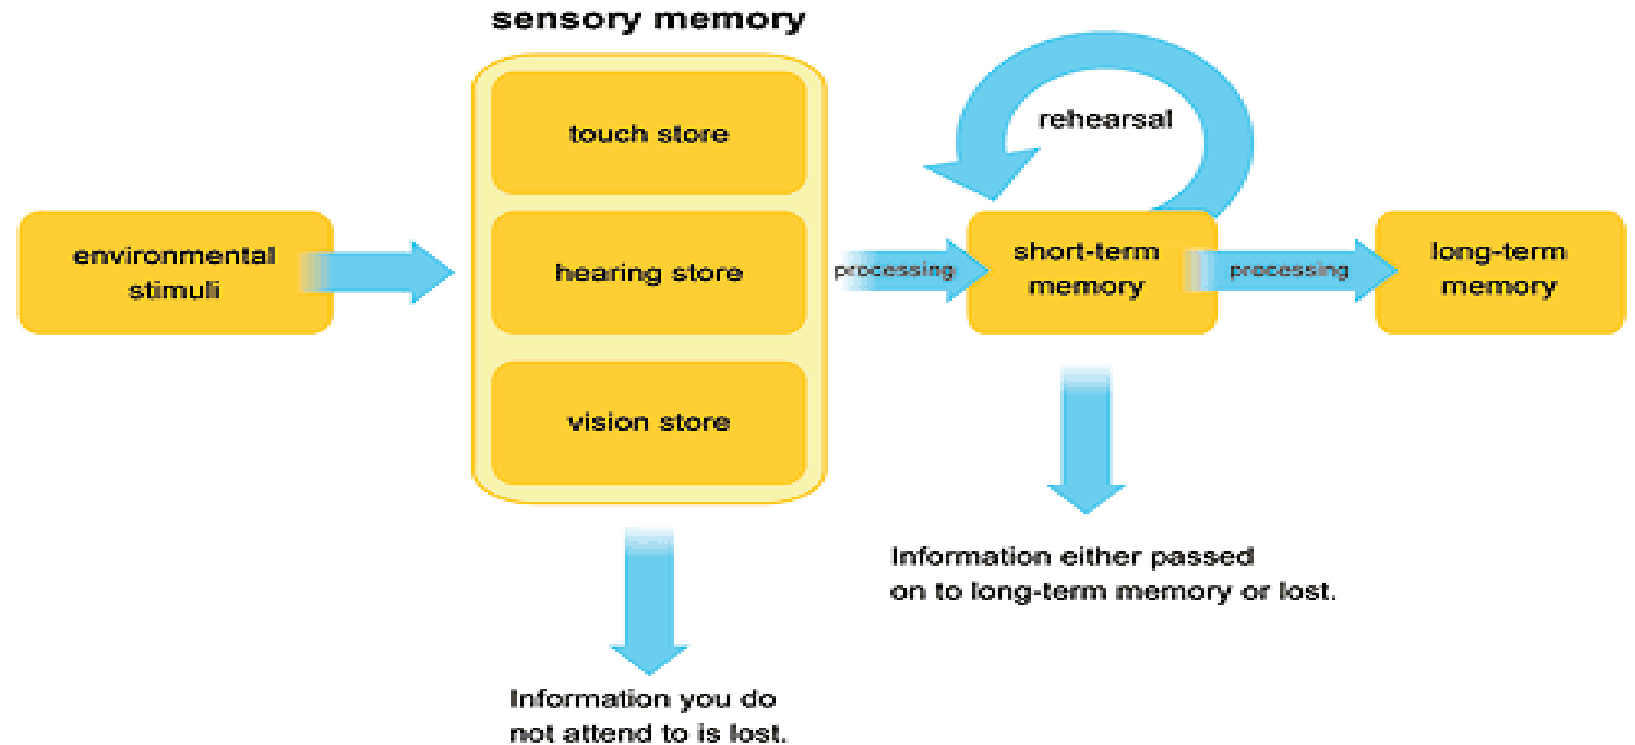 sensory memory
touch store
rehearsal
environmental
stimuli
hearing store
processing
short-term
memory
processing
long-term
memory
vision store
Information either passed
on to long-term memory or lost.
Information you do
not attend to is lost.